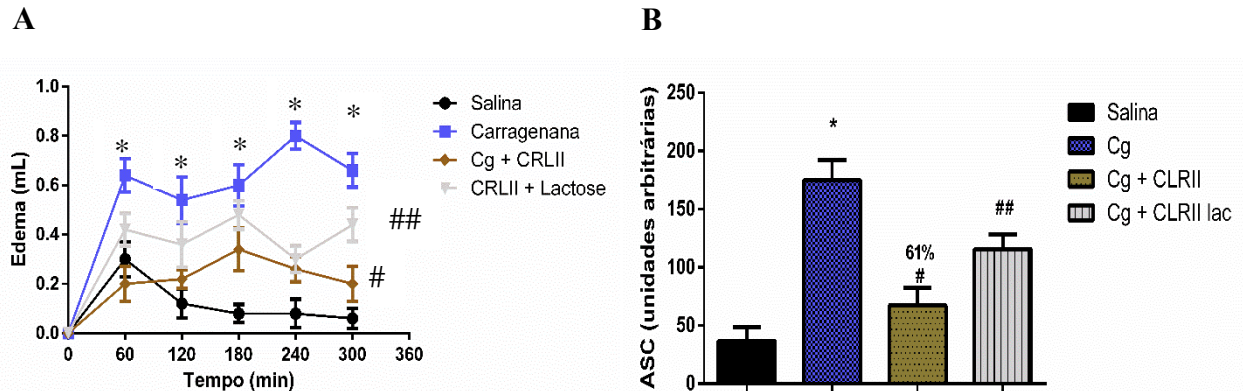 A
Edema (mL)
1.0
0.8
0.6
0.4
0.2
0.0
* * * * *
##
#
0 60 120 180 240 300 360
Tempo (min)
Salina
Carragenana
Cg + CRLII
CRLII + Lactose
B
ASC (unidades arbitrárias)
250
200
150
100
50
0
*
61%
#
##
Salina
Cg
Cg + CLRII
Cg + CLRII lac